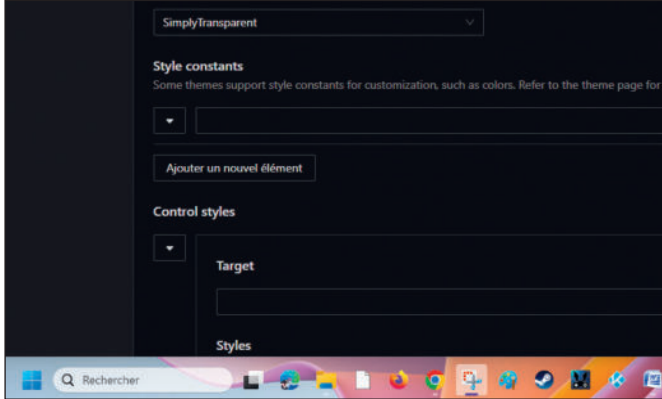 SimplyTransparent
Style constants
Some themes support style constants for customization, such as colors. Refer to the theme page for
Ajouter un nouvel élément
Control styles
Target
Styles
Rechercher